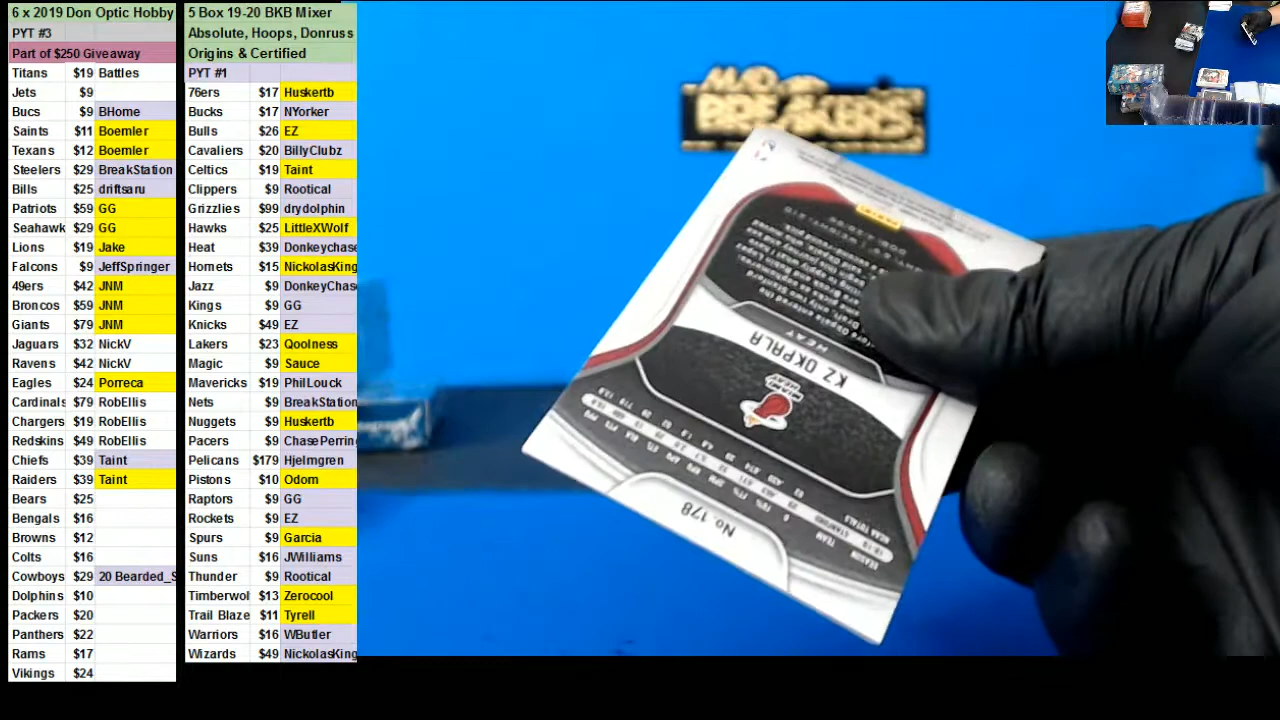 6 x 2019 Don Optic Hobby
PYT #3
Part of $250 Giveaway
Titans $19 Battles
Jets $9
Bucs $9 BHome
Saints $11 Boemler
Texans $12 Boemler
Steelers $29 BreakStation
Bills $25 driftsaru
Patriots $59 GG
Seahawk $29 GG
Lions $19 Jake
Falcons $9 JeffSpringer
49ers $42 JNM
Broncos $59 JNM
Giants $79 JNM
Jaguars $32 NickV
Ravens $42 NickV
Eagles $24 Porreca
Cardinals $79 RobEllis
Chargers $19 RobEllis
Redskins $49 RobEllis
Chiefs $39 Taint
Raiders $39 Taint
Bears $25
Bengals $16
Browns $12
Colts $16
Cowboys $29 20 Bearded_S
Dolphins $10
Packers $20
Panthers $22
Rams $17
Vikings $24
5 Box 19-20 BKB Mixer
Absolute, Hoops, Donruss
Origins & Certified
PYT #1
76ers $17 Huskertb
Bucks $17 NYorker
Bulls $26 EZ
Cavaliers $20 BillyClubz
Celtics $19 Taint
Clippers $9 Rootical
Grizzlies $99 drydolphin
Hawks $25 LittleXWolf
Heat $39 Donkeychase
Hornets $15 NickolasKing
Jazz $9 DonkeyChase
Kings $9 GG
Knicks $49 EZ
Lakers $23 Qoolness
Magic $9 Sauce
Mavericks $19 PhilLouck
Nets $9 BreakStation
Nuggets $9 Huskertb
Pacers $9 ChasePerrin
Pelicans $179 Hjelmgren
Pistons $10 Odom
Raptors $9 GG
Rockets $9 EZ
Spurs $9 Garcia
Suns $16 JWilliams
Thunder $9 Rootical
Timberwol $13 Zerocool
Trail Blaze $11 Tyrell
Warriors $16 WButler
Wizards $49 NickolasKing
BREAKERS
No. 178
SEASON TEAM
NCAA TOTALS
MIAMI HEAT
KZ OKPALA
HEAT
PANINI